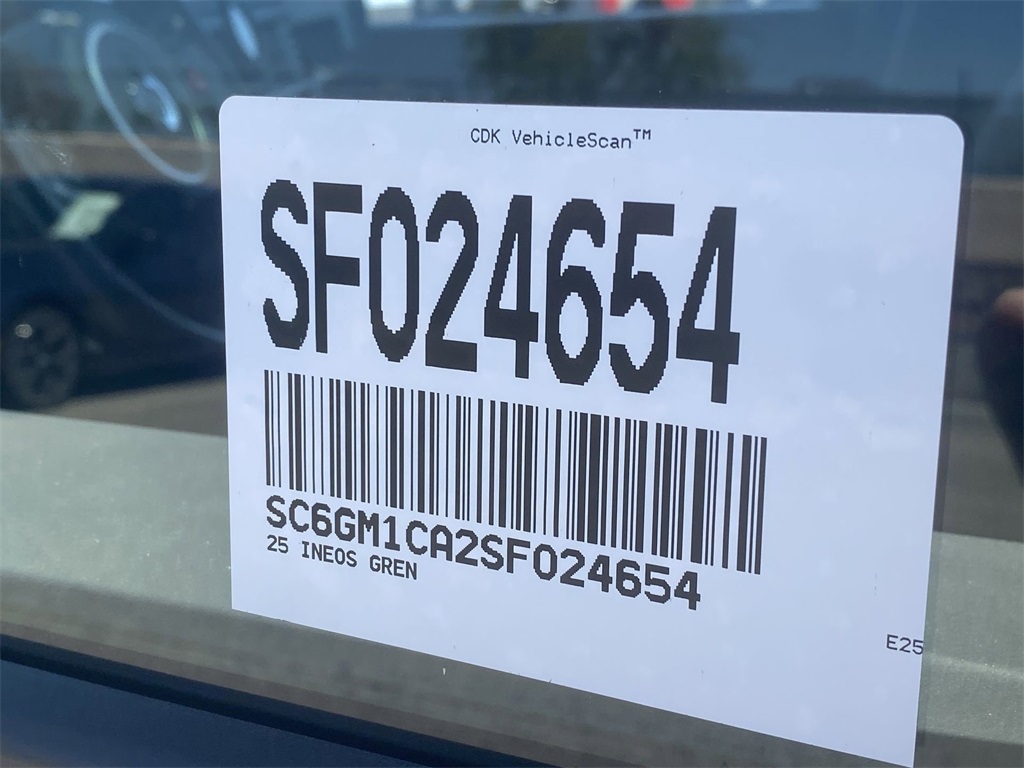 CDK VehicleScan™
SF024654
SC6GM1CA2SF024654
25 INEOS GREN
E25